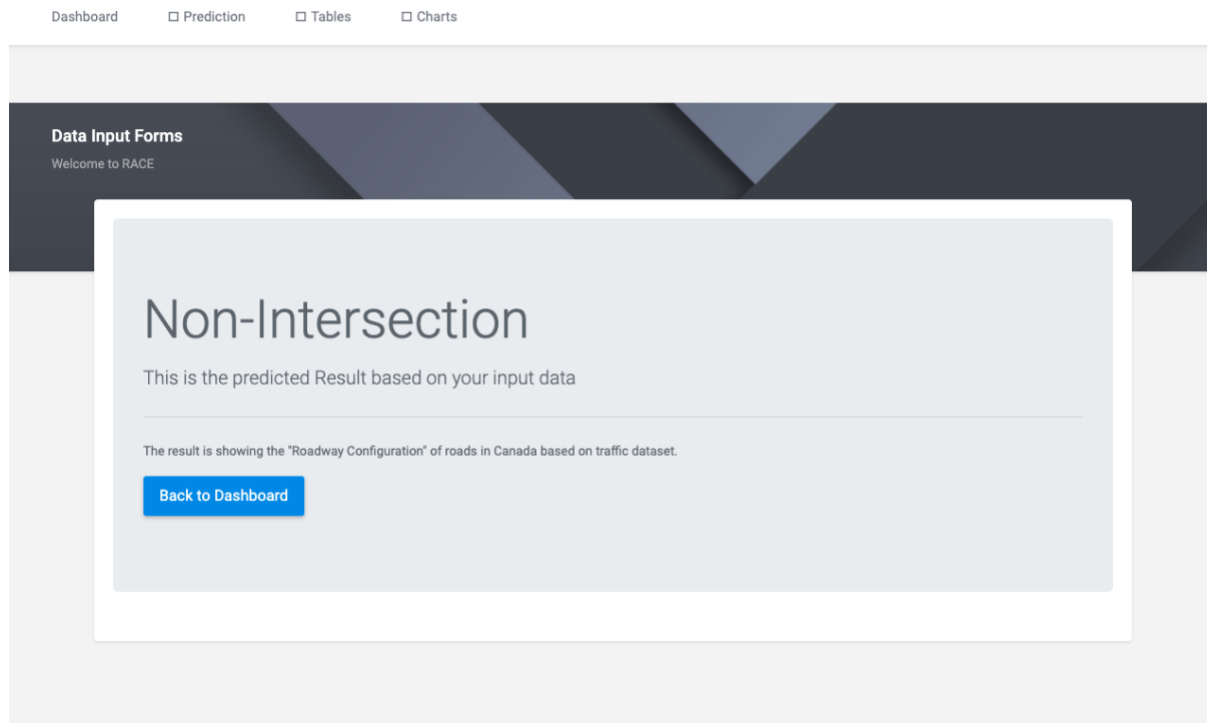 Dashboard Prediction Tables Charts
Data Input Forms
Welcome to RACE
Non-Intersection
This is the predicted Result based on your input data
The result is showing the "Roadway Configuration" of roads in Canada based on traffic dataset.
Back to Dashboard